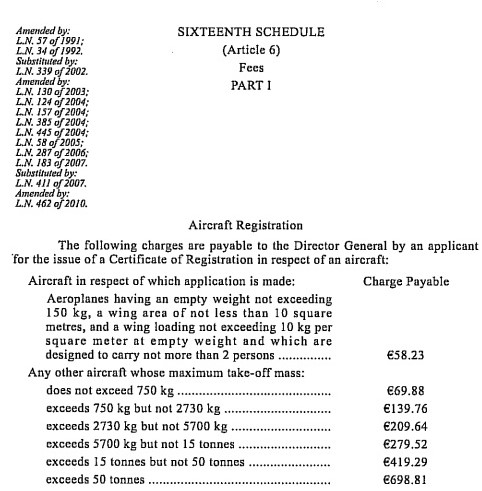 Amended by:
L.N. 57 of 1991;
L.N. 34 of 1992.
Substituted by:
L.N. 339 of 2002.
Amended by:
L.N. 130 of 2003;
L.N. 124 of 2004;
L.N. 157 of 2004;
L.N. 385 of 2004;
L.N. 445 of 2004;
L.N. 58 of 2005;
L.N. 287 of 2006;
L.N. 183 of 2007.
Substituted by:
L.N. 411 of 2007.
Amended by:
L.N. 462 of 2010.
SIXTEENTH SCHEDULE
(Article 6)
Fees
PART I
Aircraft Registration
The following charges are payable to the Director General by an applicant
for the issue of a Certificate of Registration in respect of an aircraft:
Aircraft in respect of which application is made: Charge Payable
Aeroplanes having an empty weight not exceeding
150 kg, a wing area of not less than 10 square
metres, and a wing loading not exceeding 10 kg per
square meter at empty weight and which are
designed to carry not more than 2 persons ............... €58.23
Any other aircraft whose maximum take-off mass:
does not exceed 750 kg ........................................... €69.88
exceeds 750 kg but not 2730 kg .............................. €139.76
exceeds 2730 kg but not 5700 kg ............................ €209.64
exceeds 5700 kg but not 15 tonnes ......................... €279.52
exceeds 15 tonnes but not 50 tonnes ....................... €419.29
exceeds 50 tonnes .................................................... €698.81